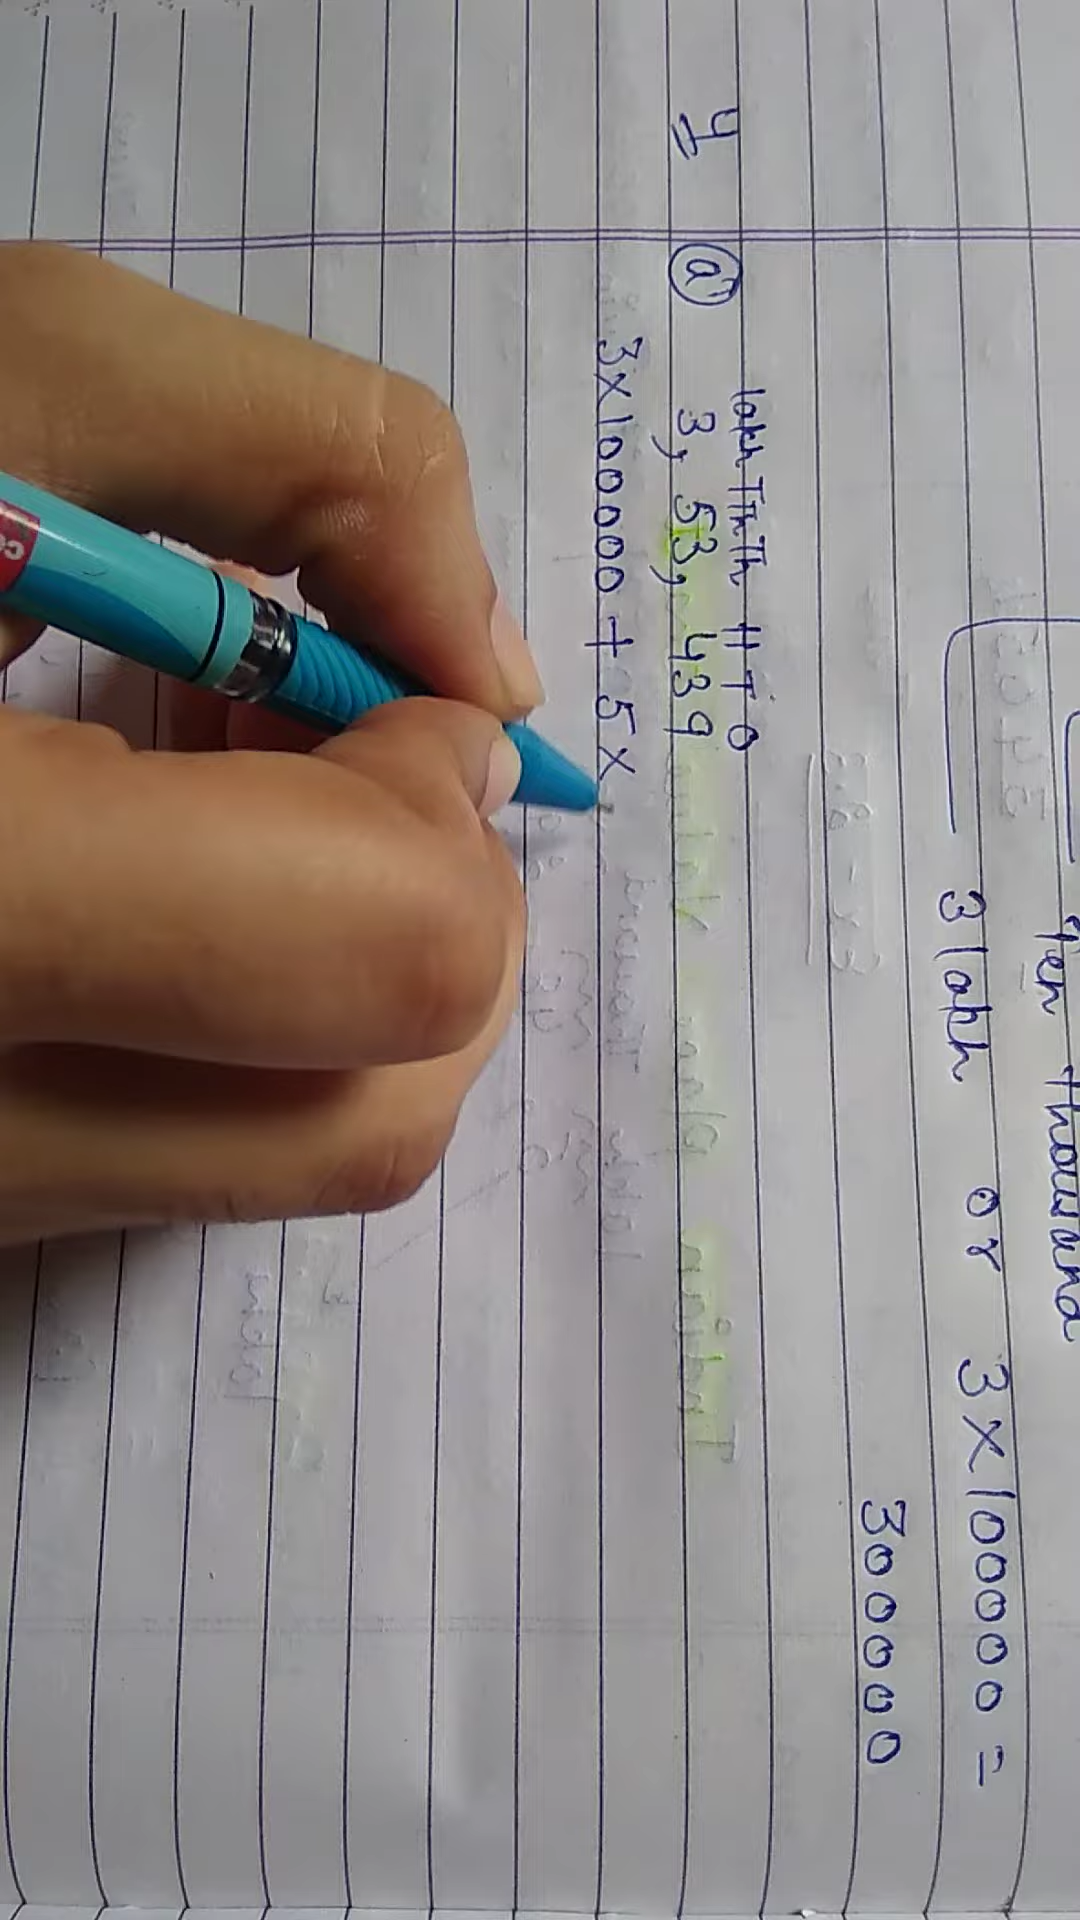 Ten thousand
3 lakh or 3×100000 =
300000
lakh TTh Th H T O
4 a 3,53,439
3×100000 + 5×